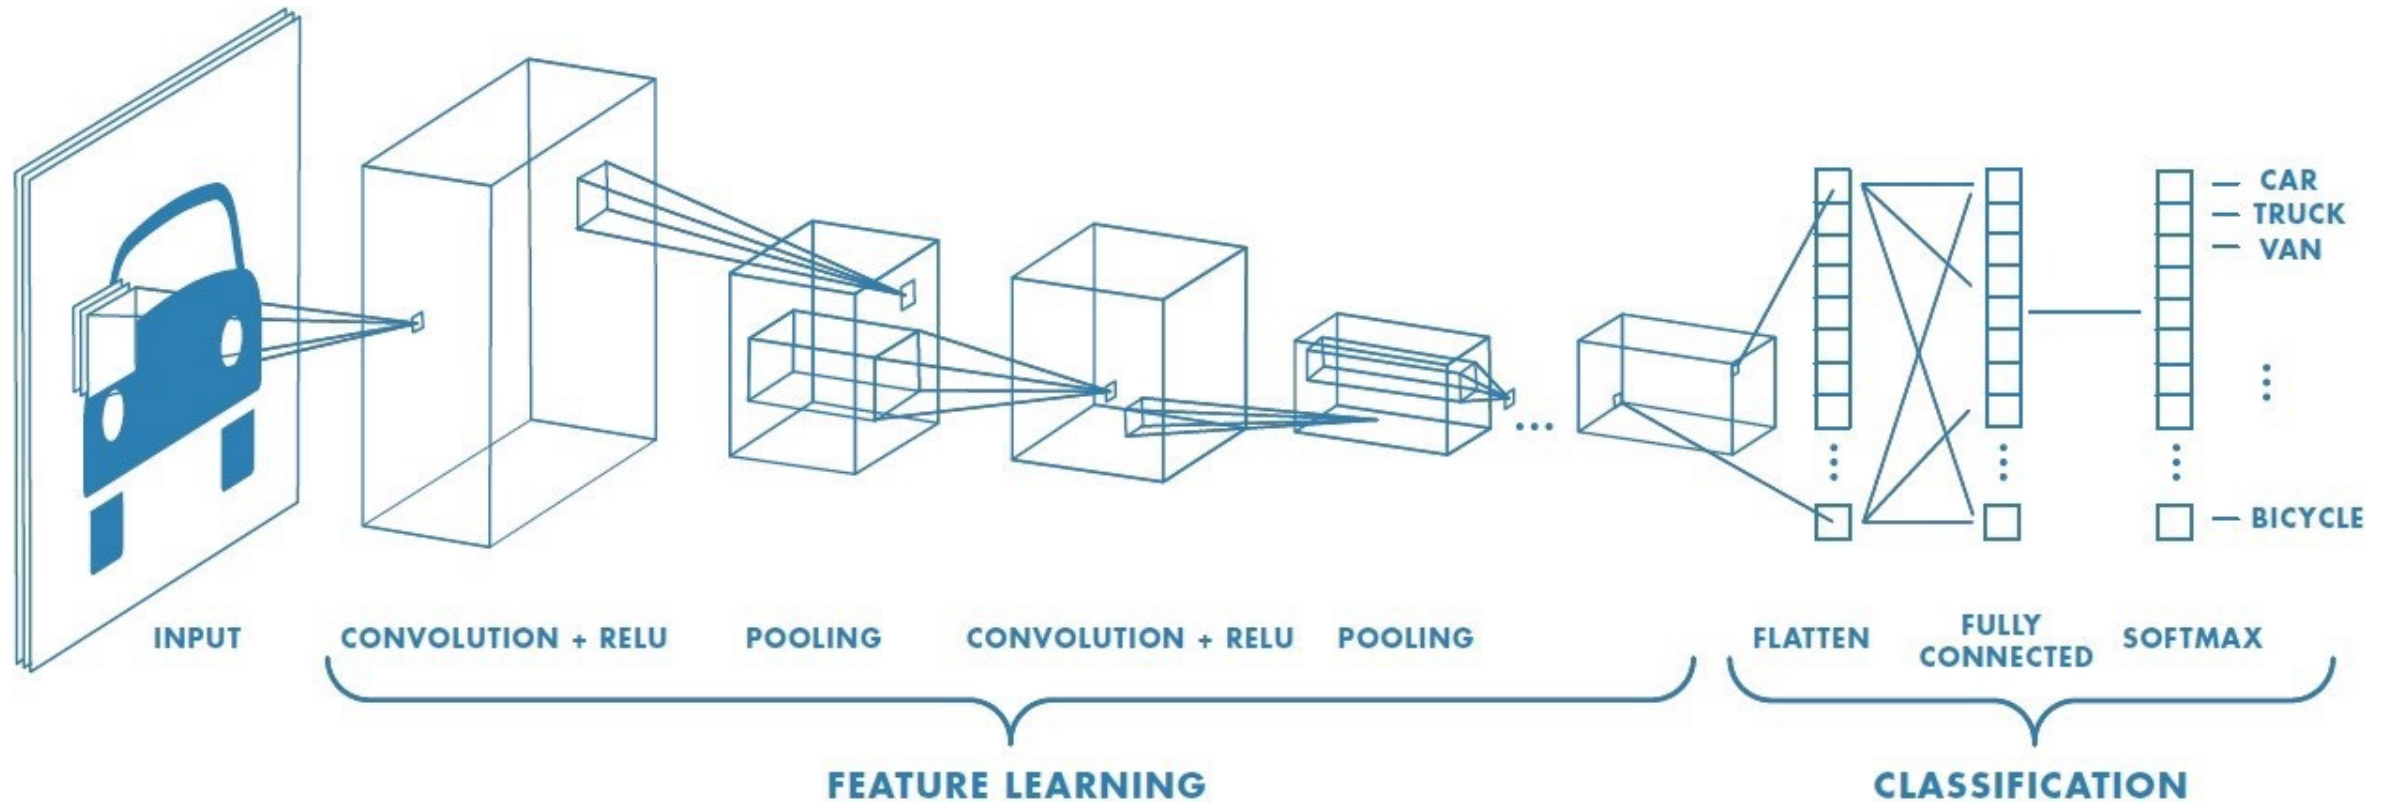 CAR
TRUCK
VAN
BICYCLE
INPUT
CONVOLUTION + RELU
POOLING
CONVOLUTION + RELU
POOLING
FLATTEN
FULLY
CONNECTED
SOFTMAX
FEATURE LEARNING
CLASSIFICATION